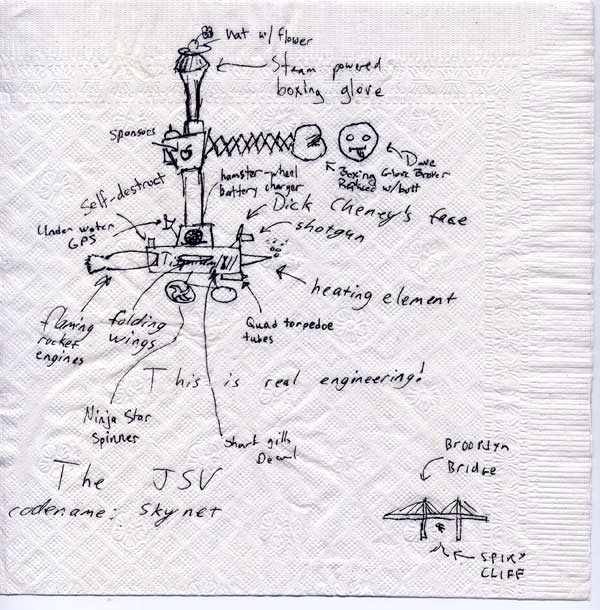 hat w/ flower
Steam powered
boxing glove
Sponsors
Dave
Boxing Glove Broken
Replaced w/ butt
hamster-wheel
battery charger
Self-destruct
Under water
GPS
Dick Cheney's face
shotgun
heating element
Quad torpedoe
tubes
flaming
rocket
engines
folding
wings
This is real engineering!
Ninja Star
Spinner
Shark gills
Decal
The JSV
codename: Skynet
Brooklyn
Bridge
SPIKY
CLIFF